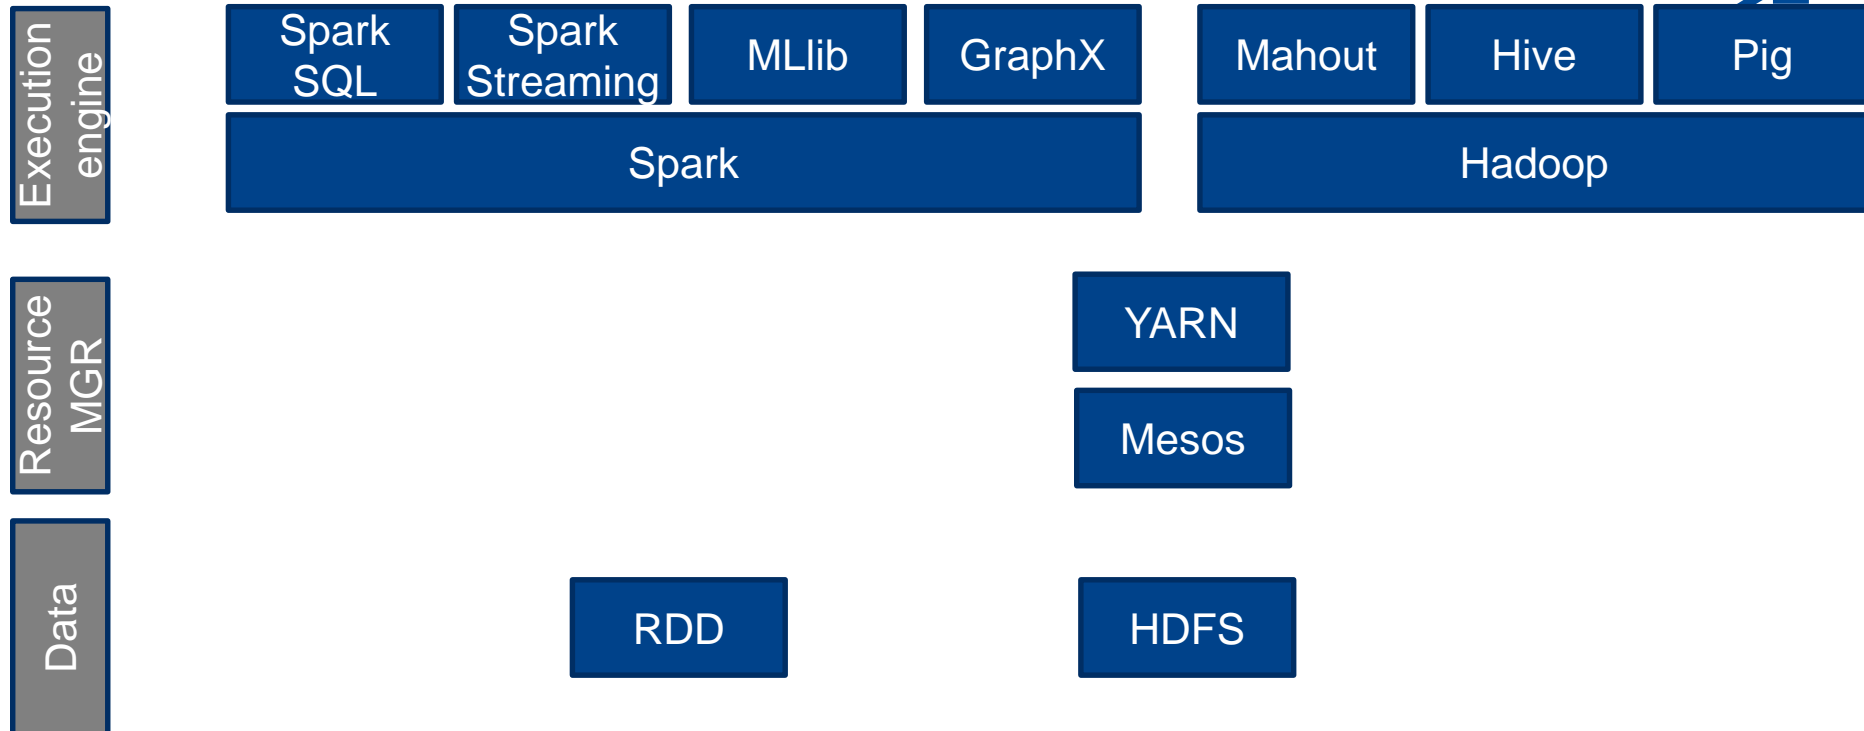 Execution
engine
Spark
SQL
Spark
Streaming
MLlib
GraphX
Mahout
Hive
Pig
Spark
Hadoop
Resource
MGR
YARN
Mesos
Data
RDD
HDFS